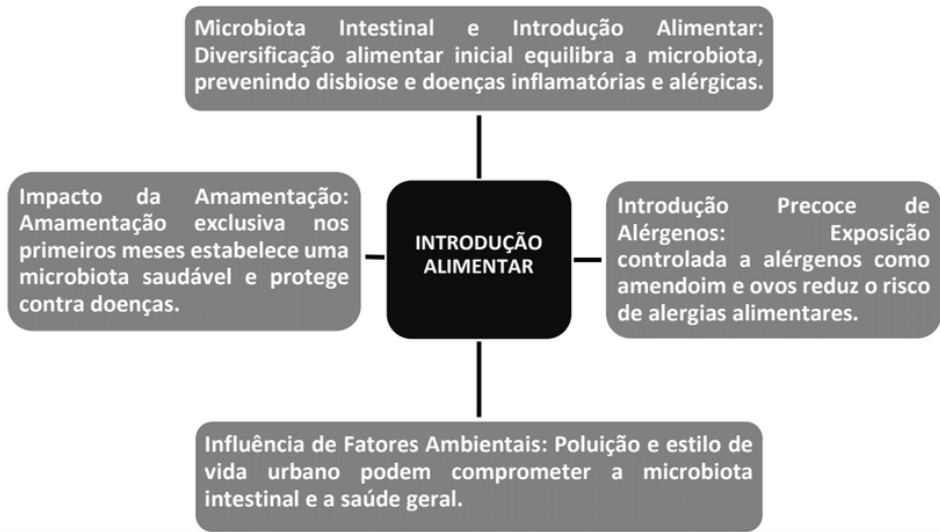 Microbiota Intestinal e Introdução Alimentar:
Diversificação alimentar inicial equilibra a microbiota,
prevenindo disbiose e doenças inflamatórias e alérgicas.
Impacto da Amamentação:
Amamentação exclusiva nos
primeiros meses estabelece uma
microbiota saudável e protege
contra doenças.
INTRODUÇÃO
ALIMENTAR
Introdução Precoce de
Alérgenos: Exposição
controlada a alérgenos como
amendoim e ovos reduz o risco
de alergias alimentares.
Influência de Fatores Ambientais: Poluição e estilo de
vida urbano podem comprometer a microbiota
intestinal e a saúde geral.